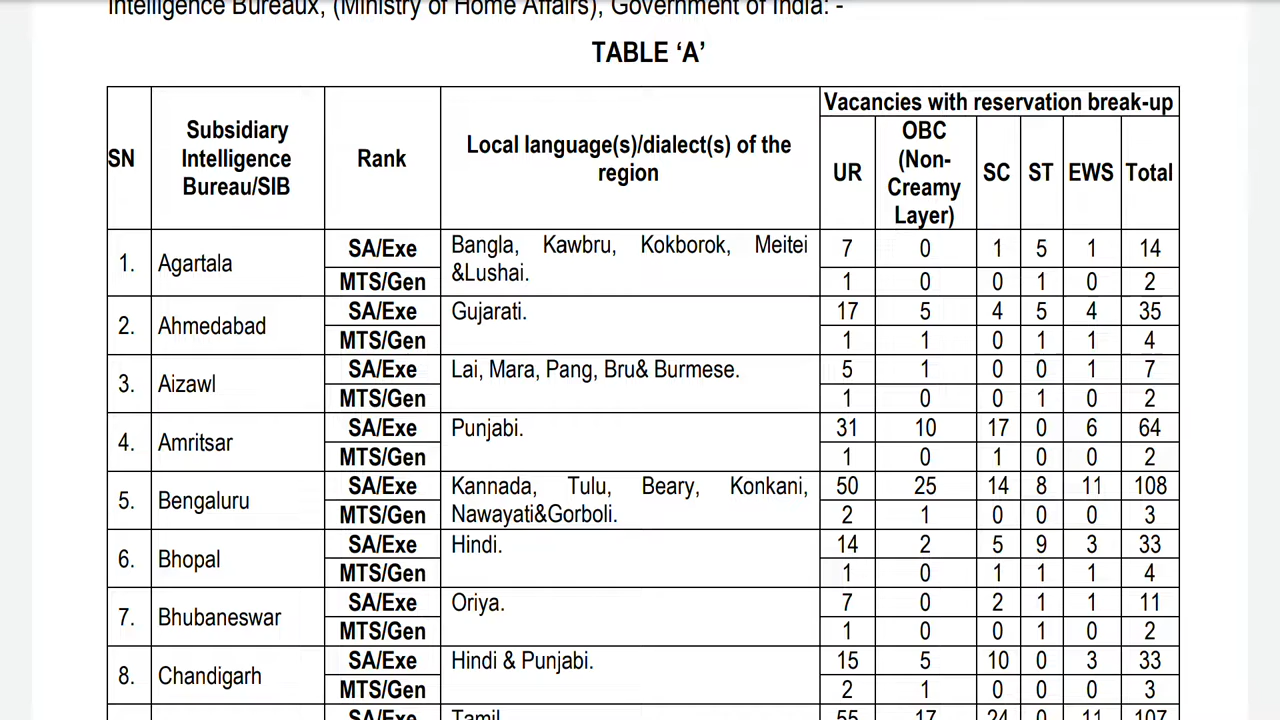 Intelligence Bureaux, (Ministry of Home Affairs), Government of India: -
TABLE ‘A’
SN Subsidiary Intelligence Bureau/SIB Rank Local language(s)/dialect(s) of the region Vacancies with reservation break-up
UR OBC (Non-Creamy Layer) SC ST EWS Total
1. Agartala SA/Exe Bangla, Kawbru, Kokborok, Meitei &Lushai. 7 0 1 5 1 14
MTS/Gen 1 0 0 1 0 2
2. Ahmedabad SA/Exe Gujarati. 17 5 4 5 4 35
MTS/Gen 1 1 0 1 1 4
3. Aizawl SA/Exe Lai, Mara, Pang, Bru& Burmese. 5 1 0 0 1 7
MTS/Gen 1 0 0 1 0 2
4. Amritsar SA/Exe Punjabi. 31 10 17 0 6 64
MTS/Gen 1 0 1 0 0 2
5. Bengaluru SA/Exe Kannada, Tulu, Beary, Konkani, Nawayati&Gorboli. 50 25 14 8 11 108
MTS/Gen 2 1 0 0 0 3
6. Bhopal SA/Exe Hindi. 14 2 5 9 3 33
MTS/Gen 1 0 1 1 1 4
7. Bhubaneswar SA/Exe Oriya. 7 0 2 1 1 11
MTS/Gen 1 0 0 1 0 2
8. Chandigarh SA/Exe Hindi & Punjabi. 15 5 10 0 3 33
MTS/Gen 2 1 0 0 0 3
SA/Exe Tamil 55 17 24 0 11 107